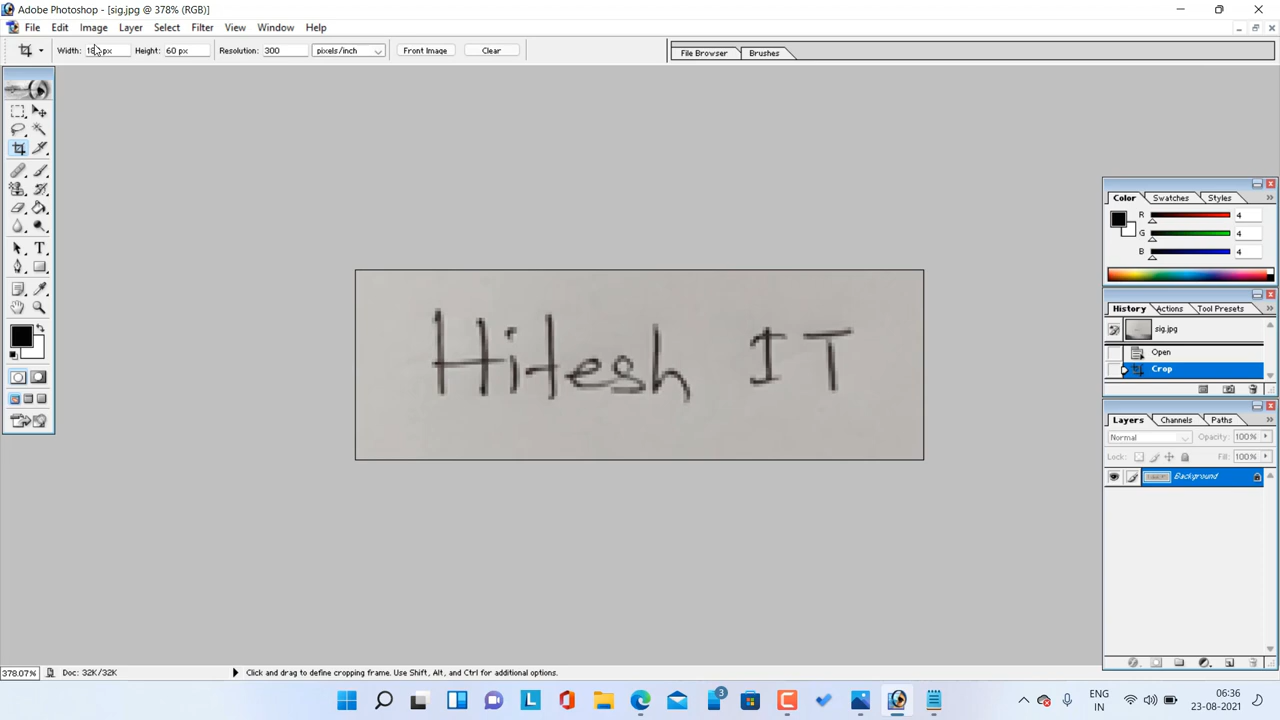 Adobe Photoshop - [sig.jpg @ 378% (RGB)]
File Edit Image Layer Select Filter View Window Help
Width: px Height: 60 px Resolution: 300 pixels/inch Front Image Clear File Browser Brushes
Color Swatches Styles
R 4
G 4
B 4
Hitesh IT
History Actions Tool Presets
sig.jpg
Open
Crop
Layers Channels Paths
Normal Opacity: 100%
Lock: Fill: 100%
Background
378.07% Doc: 32K/32K Click and drag to define cropping frame. Use Shift, Alt, and Ctrl for additional options.
3
ENG
IN
06:36
23-08-2021